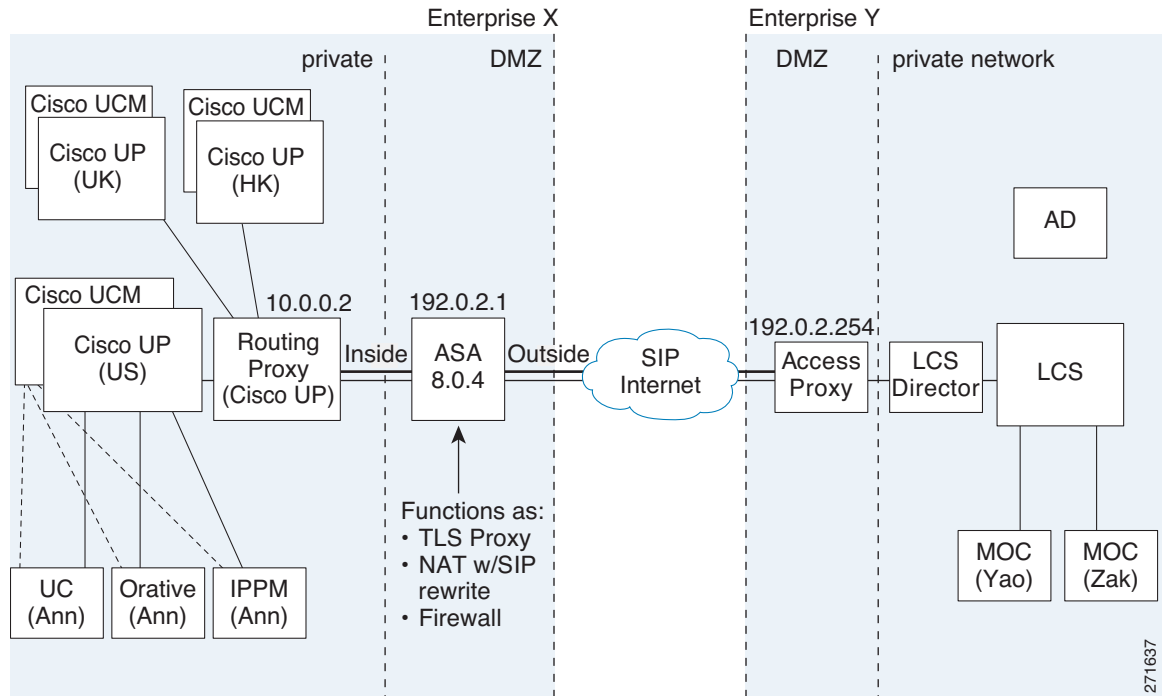 Enterprise X
Enterprise Y
private
DMZ
DMZ
private network
Cisco UCM
Cisco UP
(UK)
Cisco UCM
Cisco UP
(HK)
AD
Cisco UCM
Cisco UP
(US)
10.0.0.2
Routing
Proxy
(Cisco UP)
Inside
192.0.2.1
ASA
8.0.4
Outside
SIP
Internet
192.0.2.254
Access
Proxy
LCS
Director
LCS
Functions as:
• TLS Proxy
• NAT w/SIP
rewrite
• Firewall
UC
(Ann)
Orative
(Ann)
IPPM
(Ann)
MOC
(Yao)
MOC
(Zak)
271637